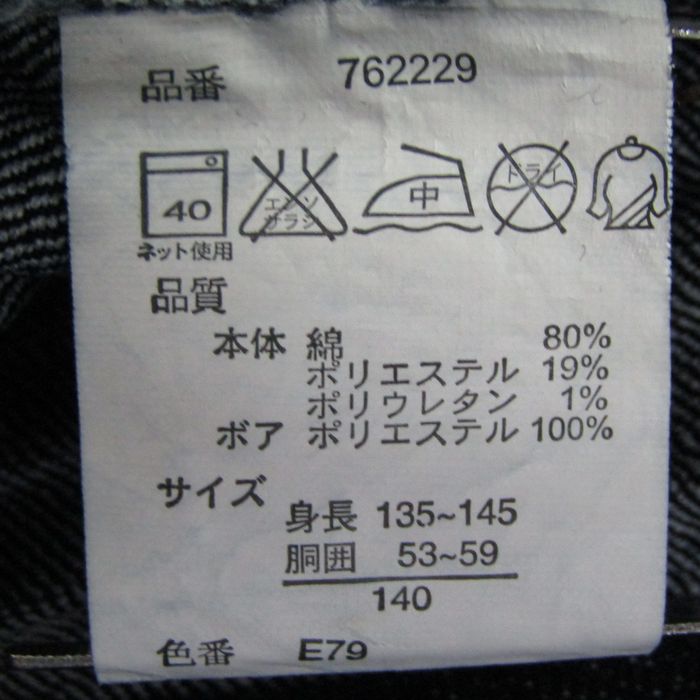 品番 762229
40
エンソ
サラシ
中
ドライ
ネット使用
品質
本体 綿 80%
ポリエステル 19%
ポリウレタン 1%
ボア ポリエステル 100%
サイズ
身長 135~145
胴囲 53~59
140
色番 E79